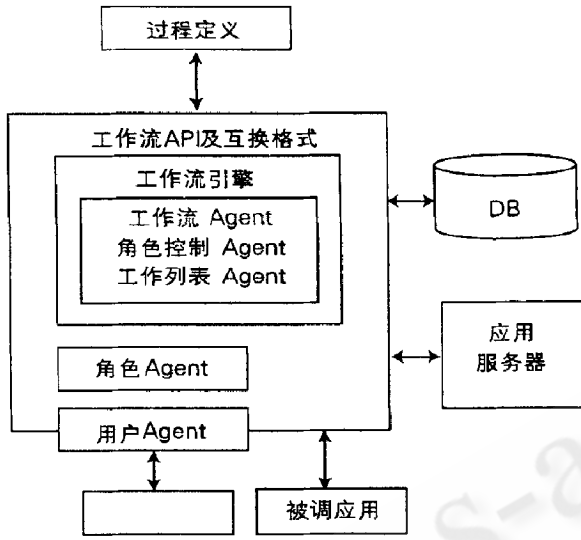 过程定义
工作流API及互换格式
工作流引擎
工作流 Agent
角色控制 Agent
工作列表 Agent
DB
应用
服务器
角色Agent
用户Agent
被调应用
s-a